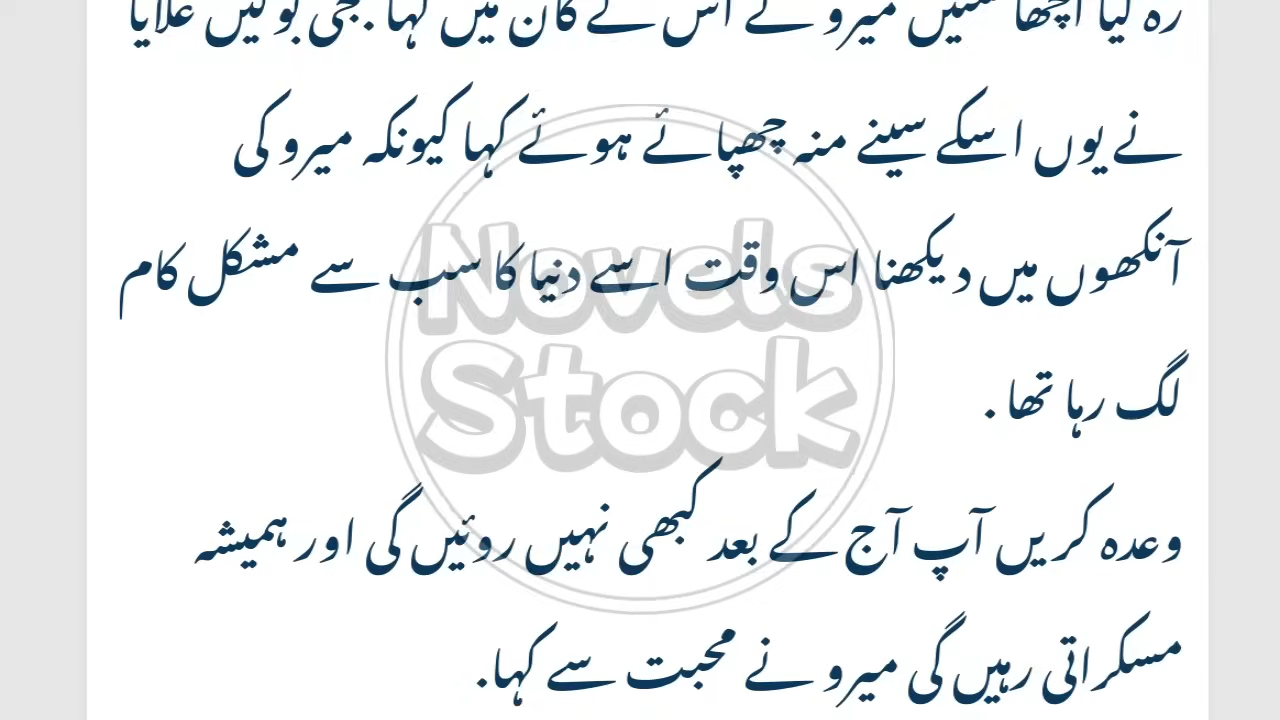 رہ گیا اچھا سنیں میرو نے اس کے کان میں کہا .جی بولیں علایا
نے یوں اسکے سینے منہ چھپائے ہوئے کہا کیونکہ میرو کی
آنکھوں میں دیکھنا اس وقت اسے دنیا کا سب سے مشکل کام
لگ رہا تھا .
وعدہ کریں آپ آج کے بعد کبھی نہیں روئیں گی اور ہمیشہ
مسکراتی رہیں گی میرو نے محبت سے کہا.
Novels
Stock